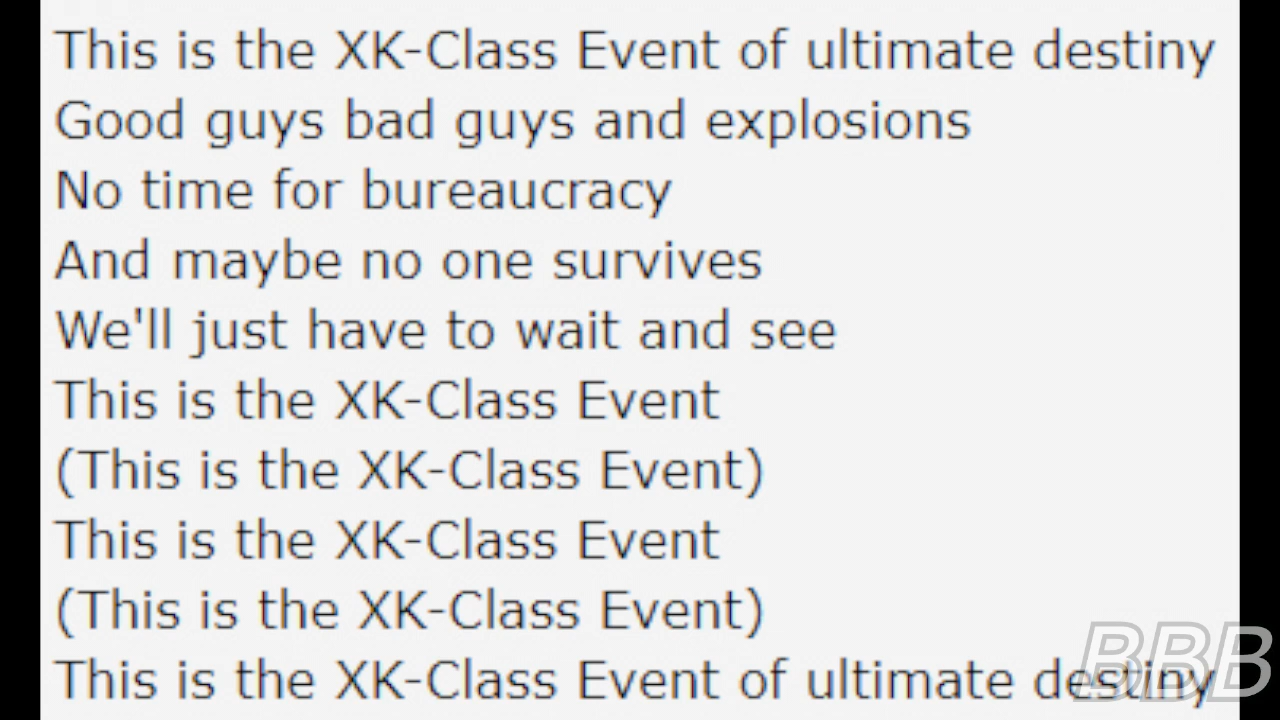 This is the XK-Class Event of ultimate destiny
Good guys bad guys and explosions
No time for bureaucracy
And maybe no one survives
We'll just have to wait and see
This is the XK-Class Event
(This is the XK-Class Event)
This is the XK-Class Event
(This is the XK-Class Event)
This is the XK-Class Event of ultimate destiny
BBB